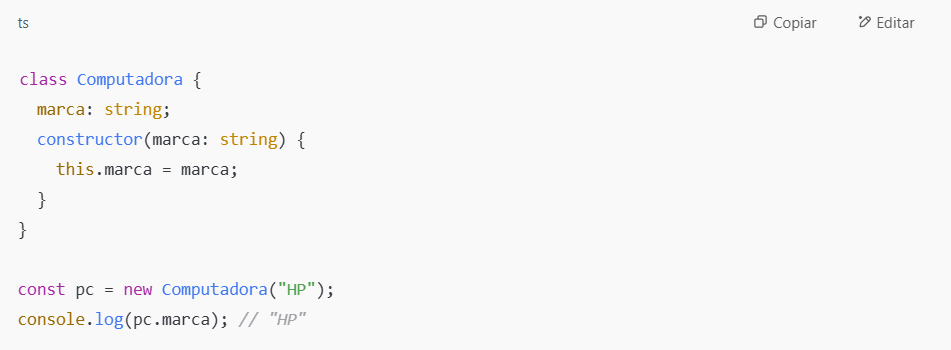 ts
Copiar
Editar
class Computadora {
  marca: string;
  constructor(marca: string) {
    this.marca = marca;
  }
}

const pc = new Computadora("HP");
console.log(pc.marca); // "HP"